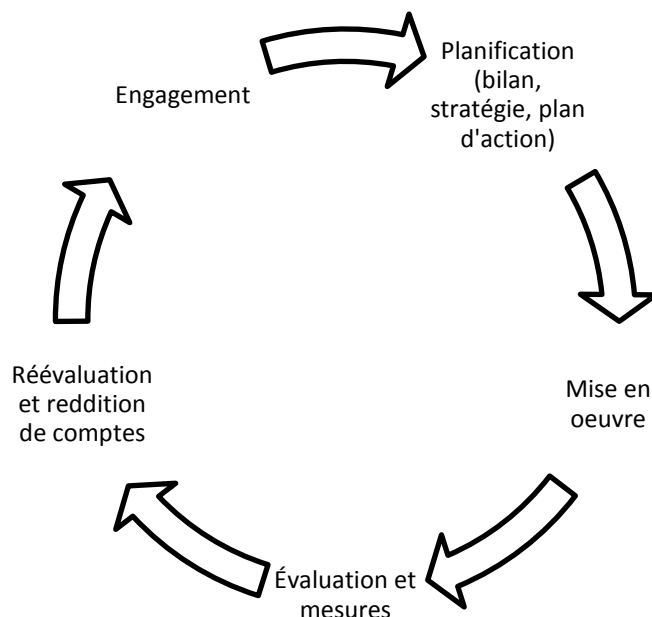 Engagement
Planification
(bilan,
stratégie, plan
d'action)
Mise en
oeuvre
Évaluation et
mesures
Réévaluation
et reddition
de comptes